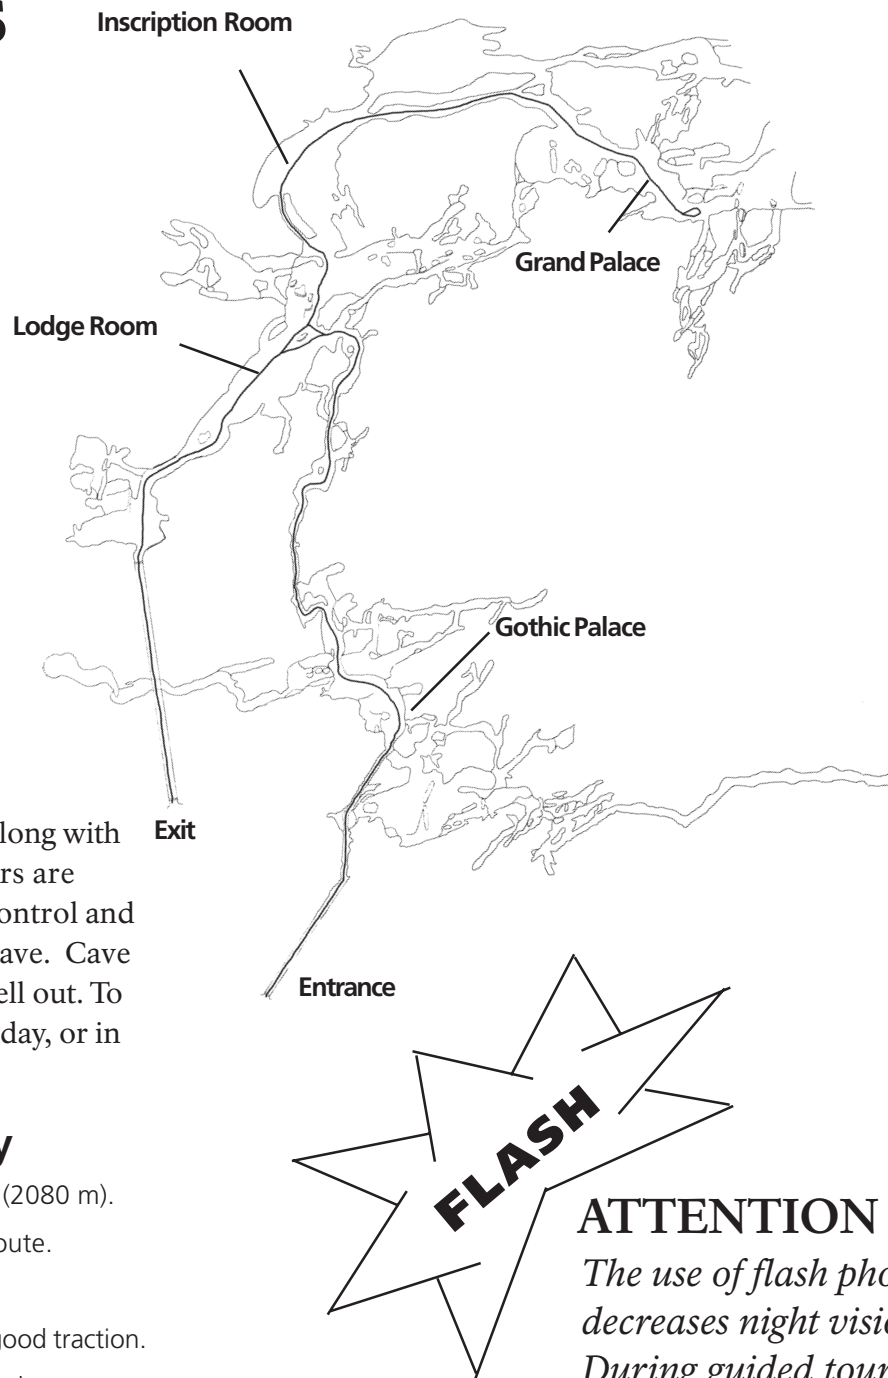 Inscription Room
Grand Palace
Lodge Room
Gothic Palace
Exit
Entrance
long with
rs are
ontrol and
ave. Cave
ell out. To
day, or in
y
(2080 m).
oute.
good traction.
FLASH
ATTENTION
The use of flash pho
decreases night visi
During guided tour